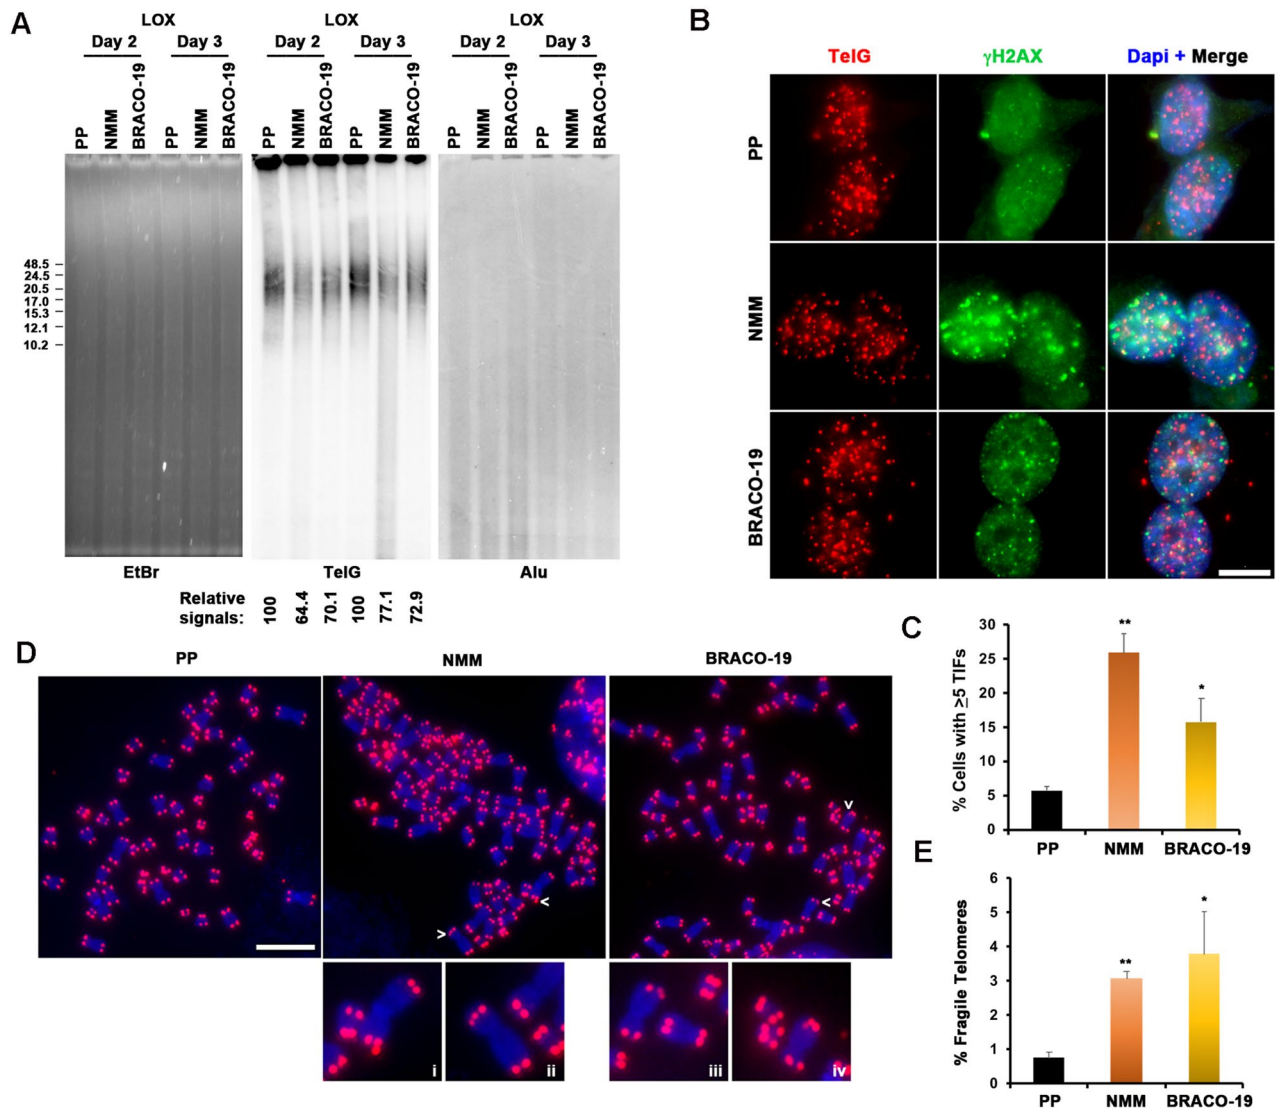 A
LOX
Day 2
Day 3
PP
NMM
BRACO-19
PP
NMM
BRACO-19
LOX
Day 2
Day 3
PP
NMM
BRACO-19
PP
NMM
BRACO-19
LOX
Day 2
Day 3
PP
NMM
BRACO-19
PP
NMM
BRACO-19
48.5
24.5
20.5
17.0
15.3
12.1
10.2
EtBr
TelG
Alu
Relative
signals:
100
64.4
70.1
100
77.1
72.9
B
TelG
γH2AX
Dapi + Merge
PP
NMM
BRACO-19
C
% Cells with ≥5 TIFs
30
25
20
15
10
5
0
**
*
PP
NMM
BRACO-19
D
PP
NMM
BRACO-19
>
<
v
<
i
ii
iii
iv
E
% Fragile Telomeres
6
5
4
3
2
1
0
**
*
PP
NMM
BRACO-19